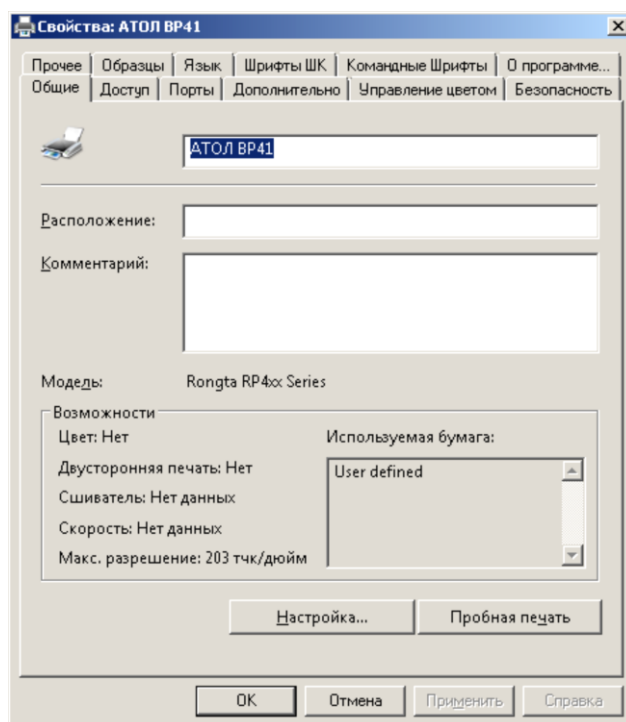 Свойства: АТОЛ BP41
Прочее Образцы Язык Шрифты ШК Командные Шрифты О программе...
Общие Доступ Порты Дополнительно Управление цветом Безопасность
АТОЛ BP41
Расположение:
Комментарий:
Модель: Rongta RP4xx Series
Возможности
Цвет: Нет Используемая бумага:
Двусторонняя печать: Нет User defined
Сшиватель: Нет данных
Скорость: Нет данных
Макс. разрешение: 203 тчк/дюйм
Настройка... Пробная печать
OK Отмена Применить Справка